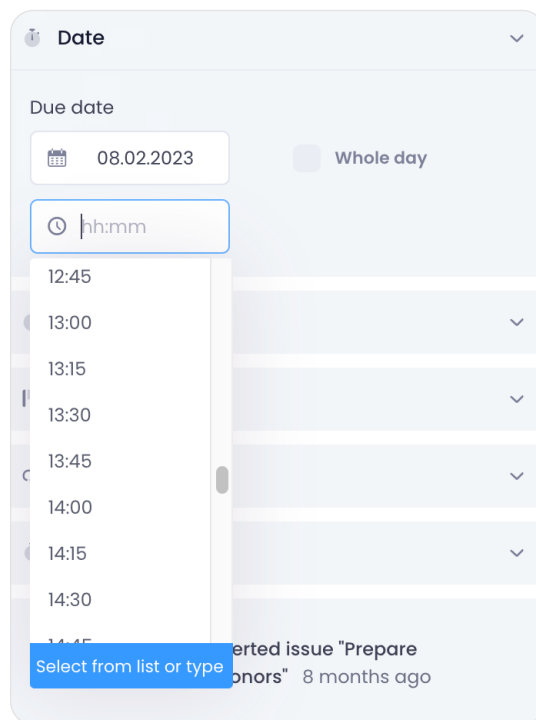 Date
Due date
08.02.2023
Whole day
hh:mm
12:45
13:00
13:15
13:30
13:45
14:00
14:15
14:30
14:45
Select from list or type
erted issue "Prepare
onors" 8 months ago